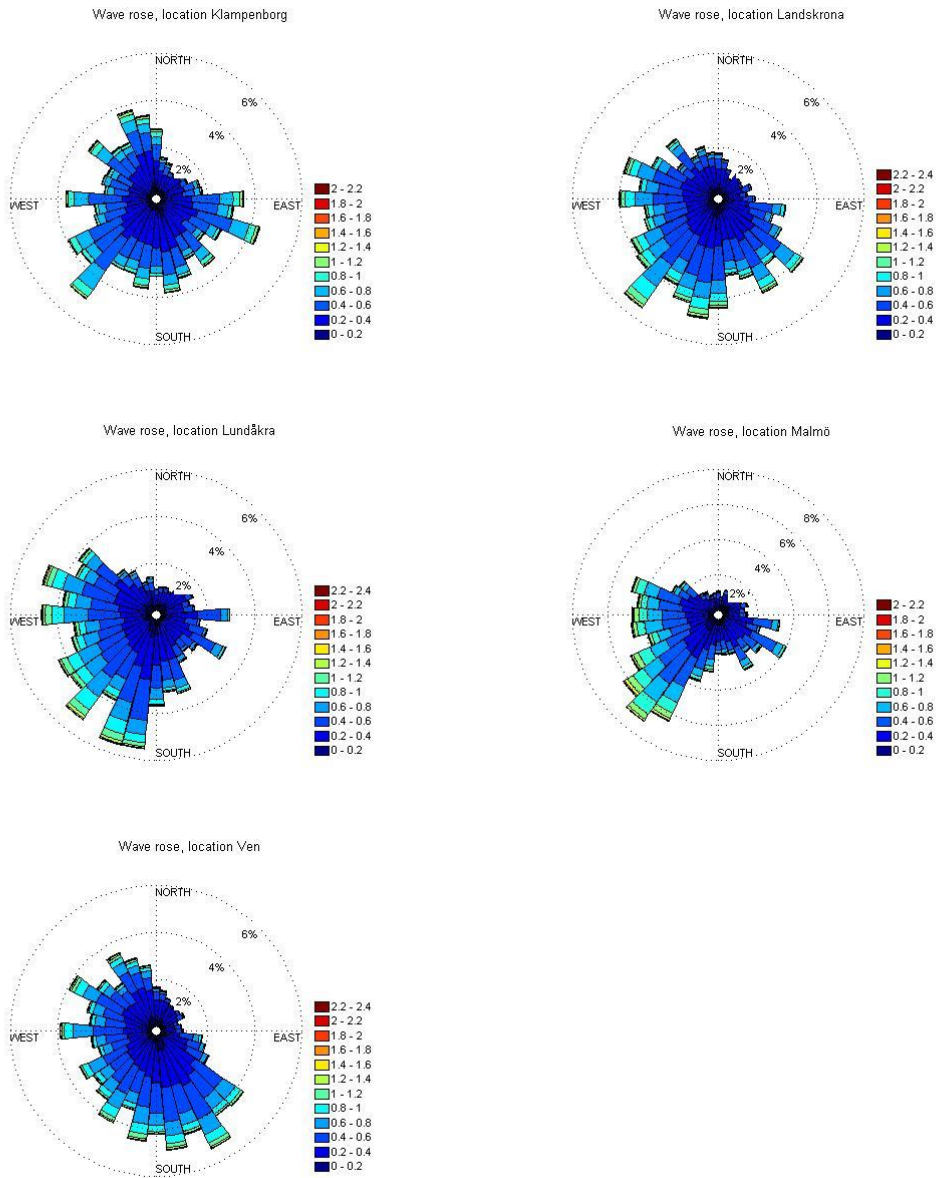 Wave rose, location Klampenborg
NORTH
6%
4%
2%
WEST
EAST
SOUTH
2 - 2.2
1.8 - 2
1.6 - 1.8
1.4 - 1.6
1.2 - 1.4
1 - 1.2
0.8 - 1
0.6 - 0.8
0.4 - 0.6
0.2 - 0.4
0 - 0.2
Wave rose, location Landskrona
NORTH
6%
4%
2%
WEST
EAST
SOUTH
2.2 - 2.4
2 - 2.2
1.8 - 2
1.6 - 1.8
1.4 - 1.6
1.2 - 1.4
1 - 1.2
0.8 - 1
0.6 - 0.8
0.4 - 0.6
0.2 - 0.4
0 - 0.2
Wave rose, location Lundåkra
NORTH
6%
4%
2%
WEST
EAST
SOUTH
2.2 - 2.4
2 - 2.2
1.8 - 2
1.6 - 1.8
1.4 - 1.6
1.2 - 1.4
1 - 1.2
0.8 - 1
0.6 - 0.8
0.4 - 0.6
0.2 - 0.4
0 - 0.2
Wave rose, location Malmö
NORTH
8%
6%
4%
2%
WEST
EAST
SOUTH
2 - 2.2
1.8 - 2
1.6 - 1.8
1.4 - 1.6
1.2 - 1.4
1 - 1.2
0.8 - 1
0.6 - 0.8
0.4 - 0.6
0.2 - 0.4
0 - 0.2
Wave rose, location Ven
NORTH
6%
4%
2%
WEST
EAST
SOUTH
2.2 - 2.4
2 - 2.2
1.8 - 2
1.6 - 1.8
1.4 - 1.6
1.2 - 1.4
1 - 1.2
0.8 - 1
0.6 - 0.8
0.4 - 0.6
0.2 - 0.4
0 - 0.2